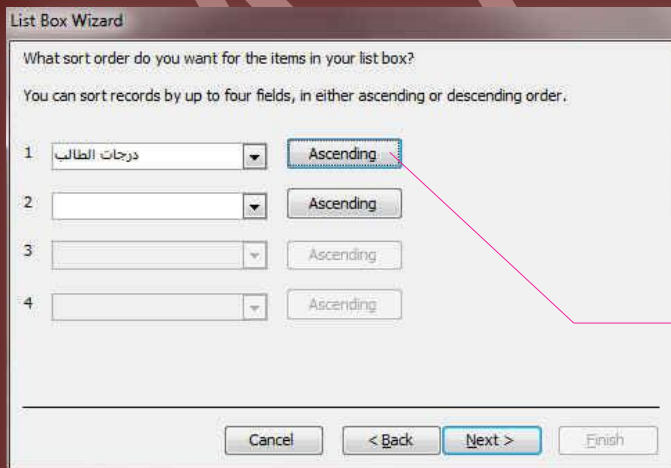 List Box Wizard
What sort order do you want for the items in your list box?
You can sort records by up to four fields, in either ascending or descending order.
1 درجات الطالب Ascending
2 Ascending
3 Ascending
4 Ascending
Cancel < Back Next > Finish